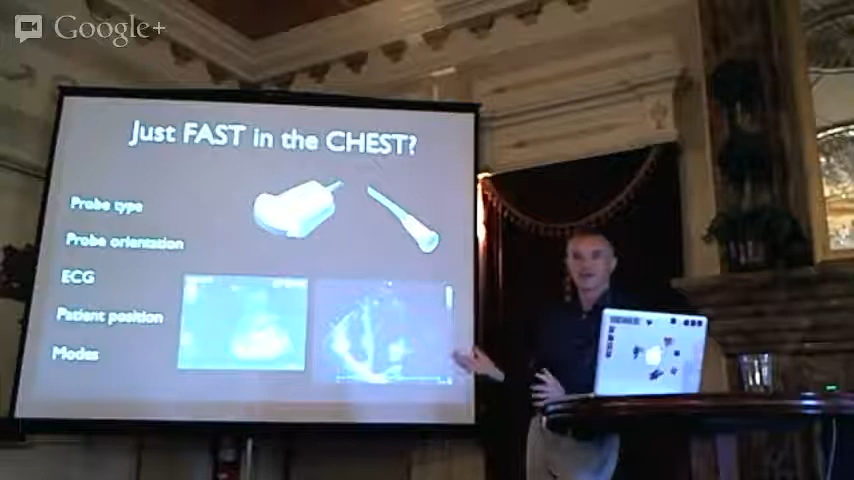 Google+
Just FAST in the CHEST?
Probe type
Probe orientation
ECG
Patient position
Modes